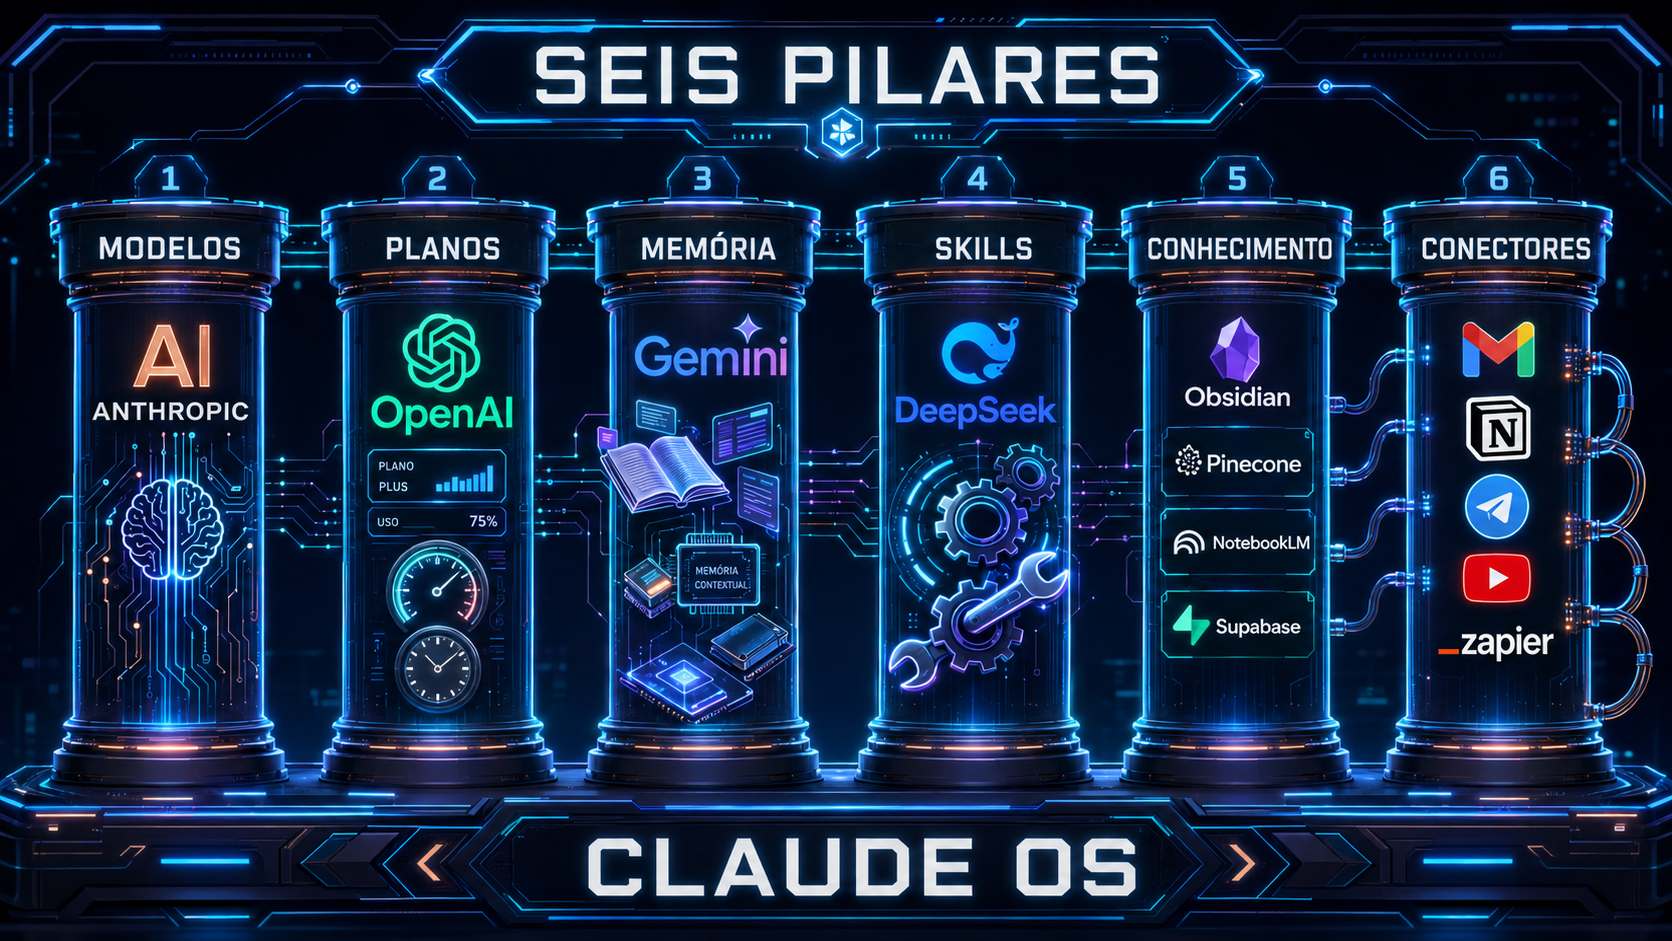 SEIS PILARES
1
MODELOS
AI
ANTHROPIC
2
PLANOS
OpenAI
PLANO
PLUS
USO 75%
3
MEMÓRIA
Gemini
MEMÓRIA
CONTEXTUAL
4
SKILLS
DeepSeek
5
CONHECIMENTO
Obsidian
Pinecone
NotebookLM
Supabase
6
CONECTORES
N
zapier
CLAUDE OS